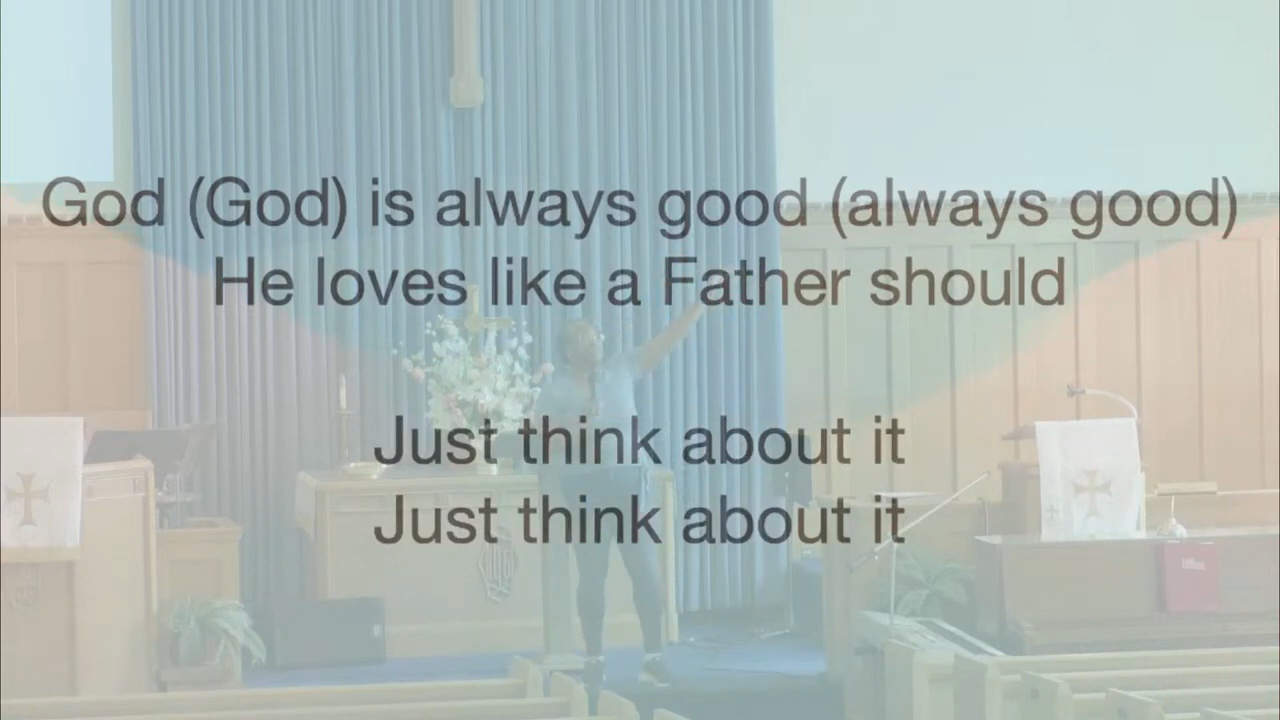 God (God) is always good (always good)
He loves like a Father should
Just think about it
Just think about it